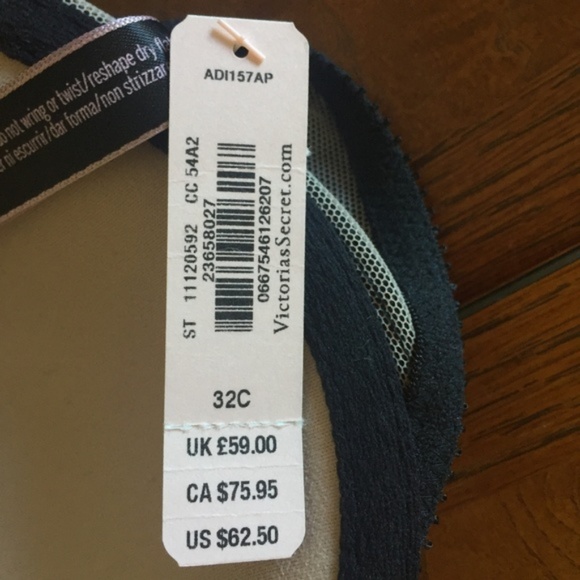 not wring or twist/reshape dry
escurrir/dar forma/non strizzar
ADI157AP
ST 11120592 CC 54A2
23658027
0667546126207
VictoriasSecret.com
32C
UK £59.00
CA $75.95
US $62.50